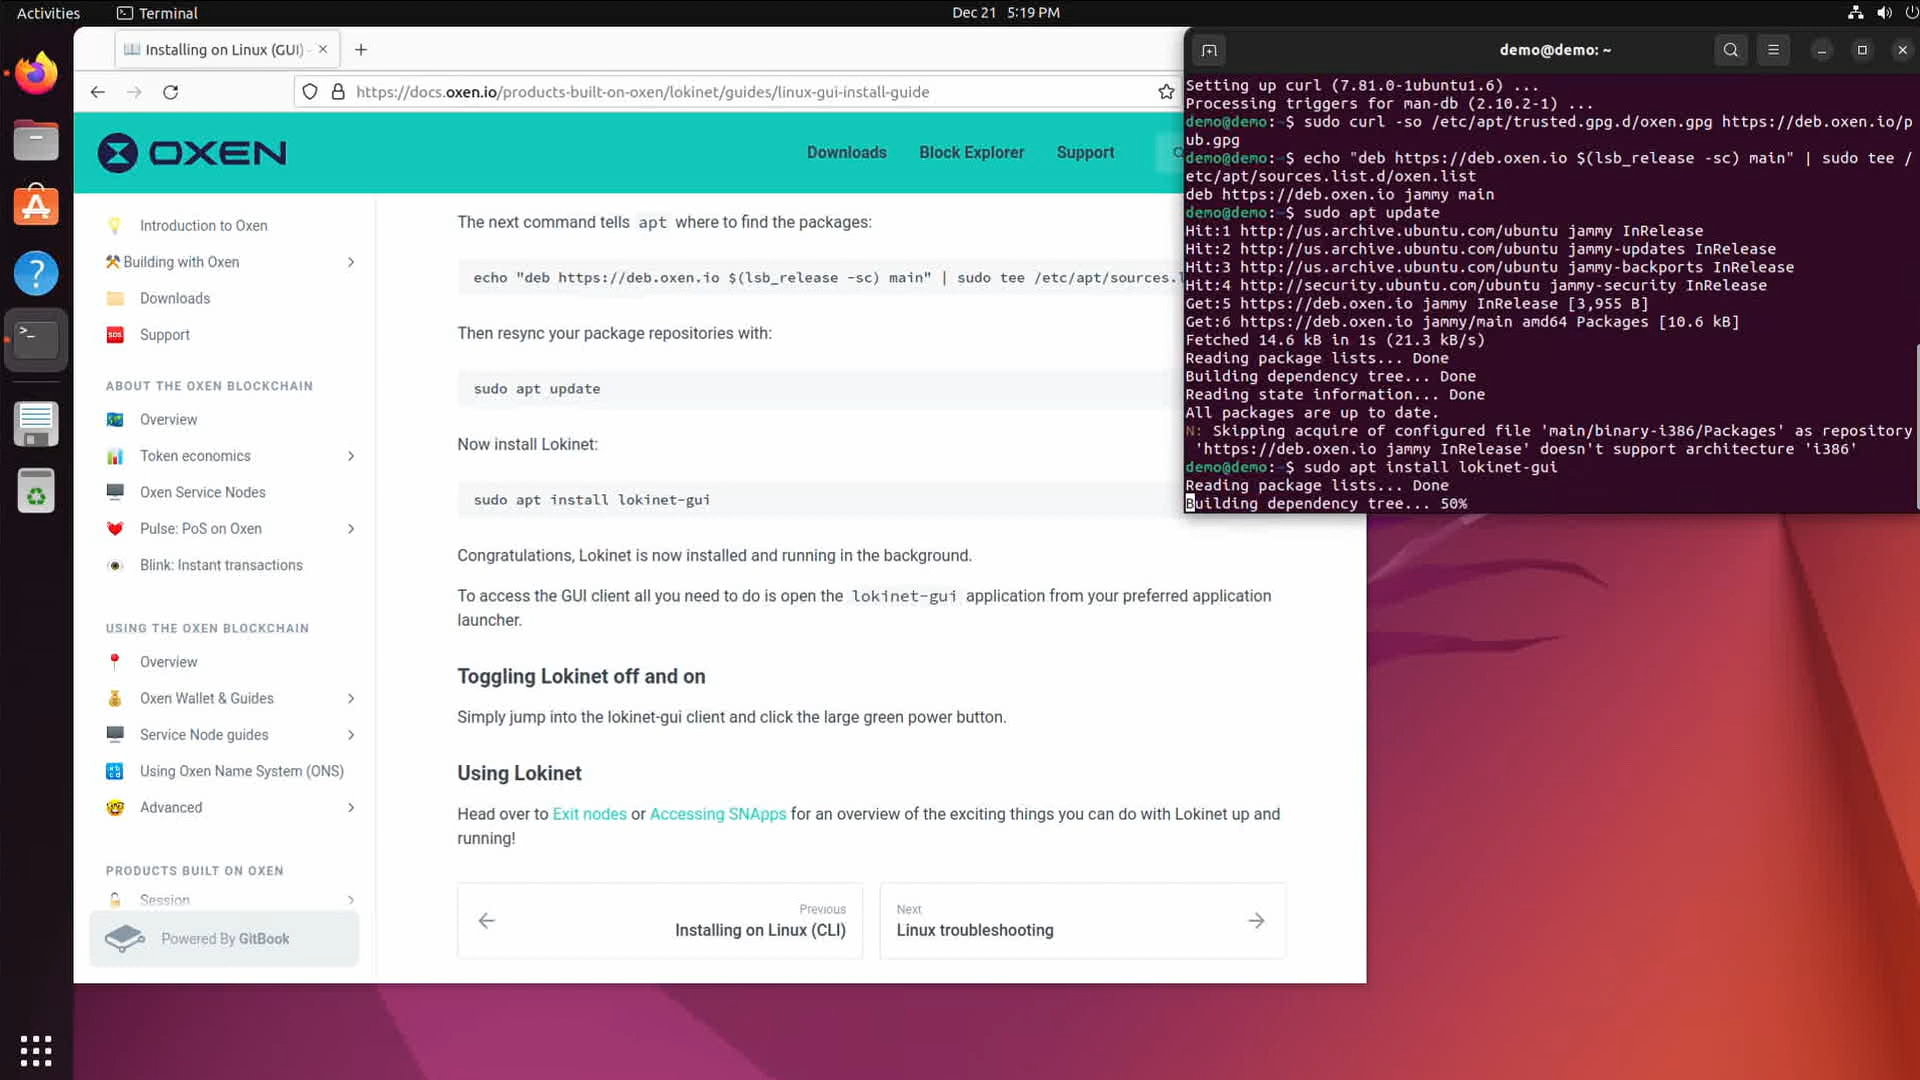 Activities
Terminal
Dec 21 5:19 PM
Installing on Linux (GUI)
https://docs.oxen.io/products-built-on-oxen/lokinet/guides/linux-gui-install-guide
OXEN
Downloads
Block Explorer
Support
Introduction to Oxen
Building with Oxen
Downloads
SOS
Support
ABOUT THE OXEN BLOCKCHAIN
Overview
Token economics
Oxen Service Nodes
Pulse: PoS on Oxen
Blink: Instant transactions
USING THE OXEN BLOCKCHAIN
Overview
Oxen Wallet & Guides
Service Node guides
Using Oxen Name System (ONS)
Advanced
PRODUCTS BUILT ON OXEN
Session
Powered By GitBook
The next command tells apt where to find the packages:
echo "deb https://deb.oxen.io $(lsb_release -sc) main" | sudo tee /etc/apt/sources.l
Then resync your package repositories with:
sudo apt update
Now install Lokinet:
sudo apt install lokinet-gui
Congratulations, Lokinet is now installed and running in the background.
To access the GUI client all you need to do is open the lokinet-gui application from your preferred application
launcher.
Toggling Lokinet off and on
Simply jump into the lokinet-gui client and click the large green power button.
Using Lokinet
Head over to Exit nodes or Accessing SNApps for an overview of the exciting things you can do with Lokinet up and
running!
Previous
Installing on Linux (CLI)
Next
Linux troubleshooting
demo@demo: ~
Setting up curl (7.81.0-1ubuntu1.6) ...
Processing triggers for man-db (2.10.2-1) ...
demo@demo:~$ sudo curl -so /etc/apt/trusted.gpg.d/oxen.gpg https://deb.oxen.io/p
ub.gpg
demo@demo:~$ echo "deb https://deb.oxen.io $(lsb_release -sc) main" | sudo tee /
etc/apt/sources.list.d/oxen.list
deb https://deb.oxen.io jammy main
demo@demo:~$ sudo apt update
Hit:1 http://us.archive.ubuntu.com/ubuntu jammy InRelease
Hit:2 http://us.archive.ubuntu.com/ubuntu jammy-updates InRelease
Hit:3 http://us.archive.ubuntu.com/ubuntu jammy-backports InRelease
Hit:4 http://security.ubuntu.com/ubuntu jammy-security InRelease
Get:5 https://deb.oxen.io jammy InRelease [3,955 B]
Get:6 https://deb.oxen.io jammy/main amd64 Packages [10.6 kB]
Fetched 14.6 kB in 1s (21.3 kB/s)
Reading package lists... Done
Building dependency tree... Done
Reading state information... Done
All packages are up to date.
N: Skipping acquire of configured file 'main/binary-i386/Packages' as repository
'https://deb.oxen.io jammy InRelease' doesn't support architecture 'i386'
demo@demo:~$ sudo apt install lokinet-gui
Reading package lists... Done
Building dependency tree... 50%